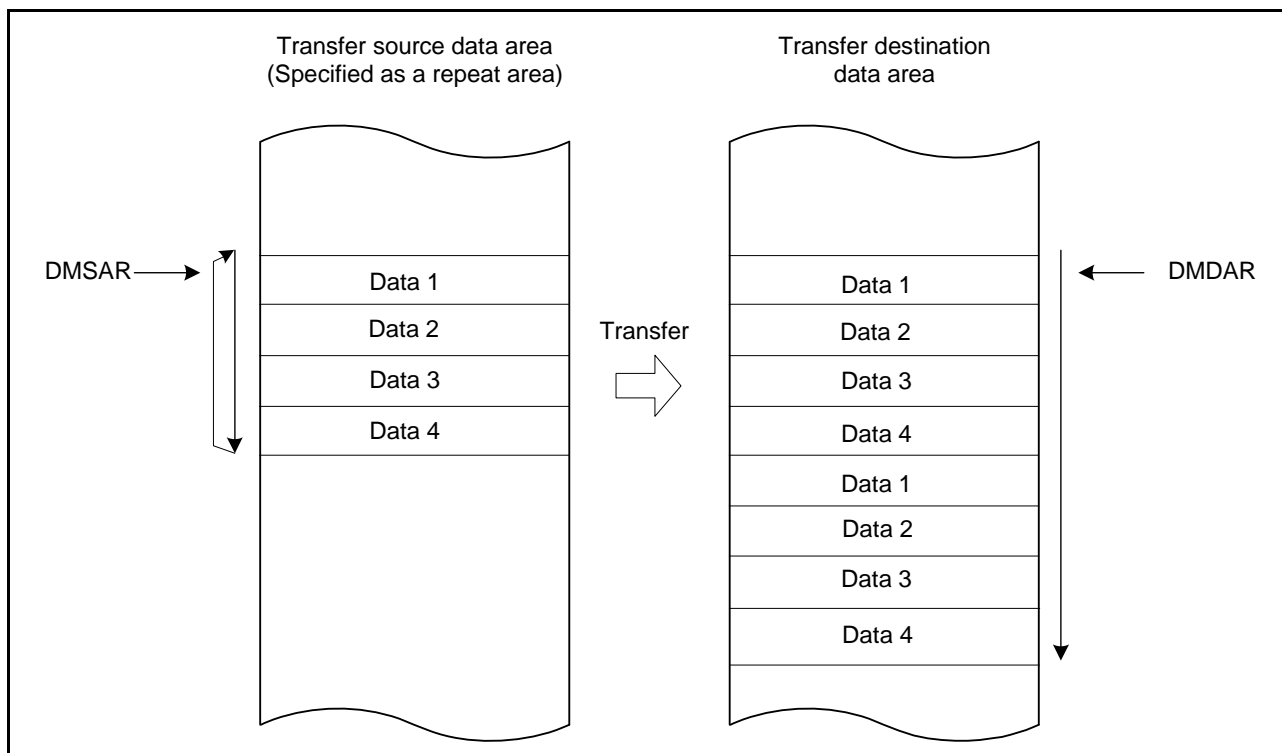 Transfer source data area
(Specified as a repeat area)
Transfer destination
data area
DMSAR
Data 1
Data 2
Data 3
Data 4
Transfer
Data 1
Data 2
Data 3
Data 4
Data 1
Data 2
Data 3
Data 4
DMDAR